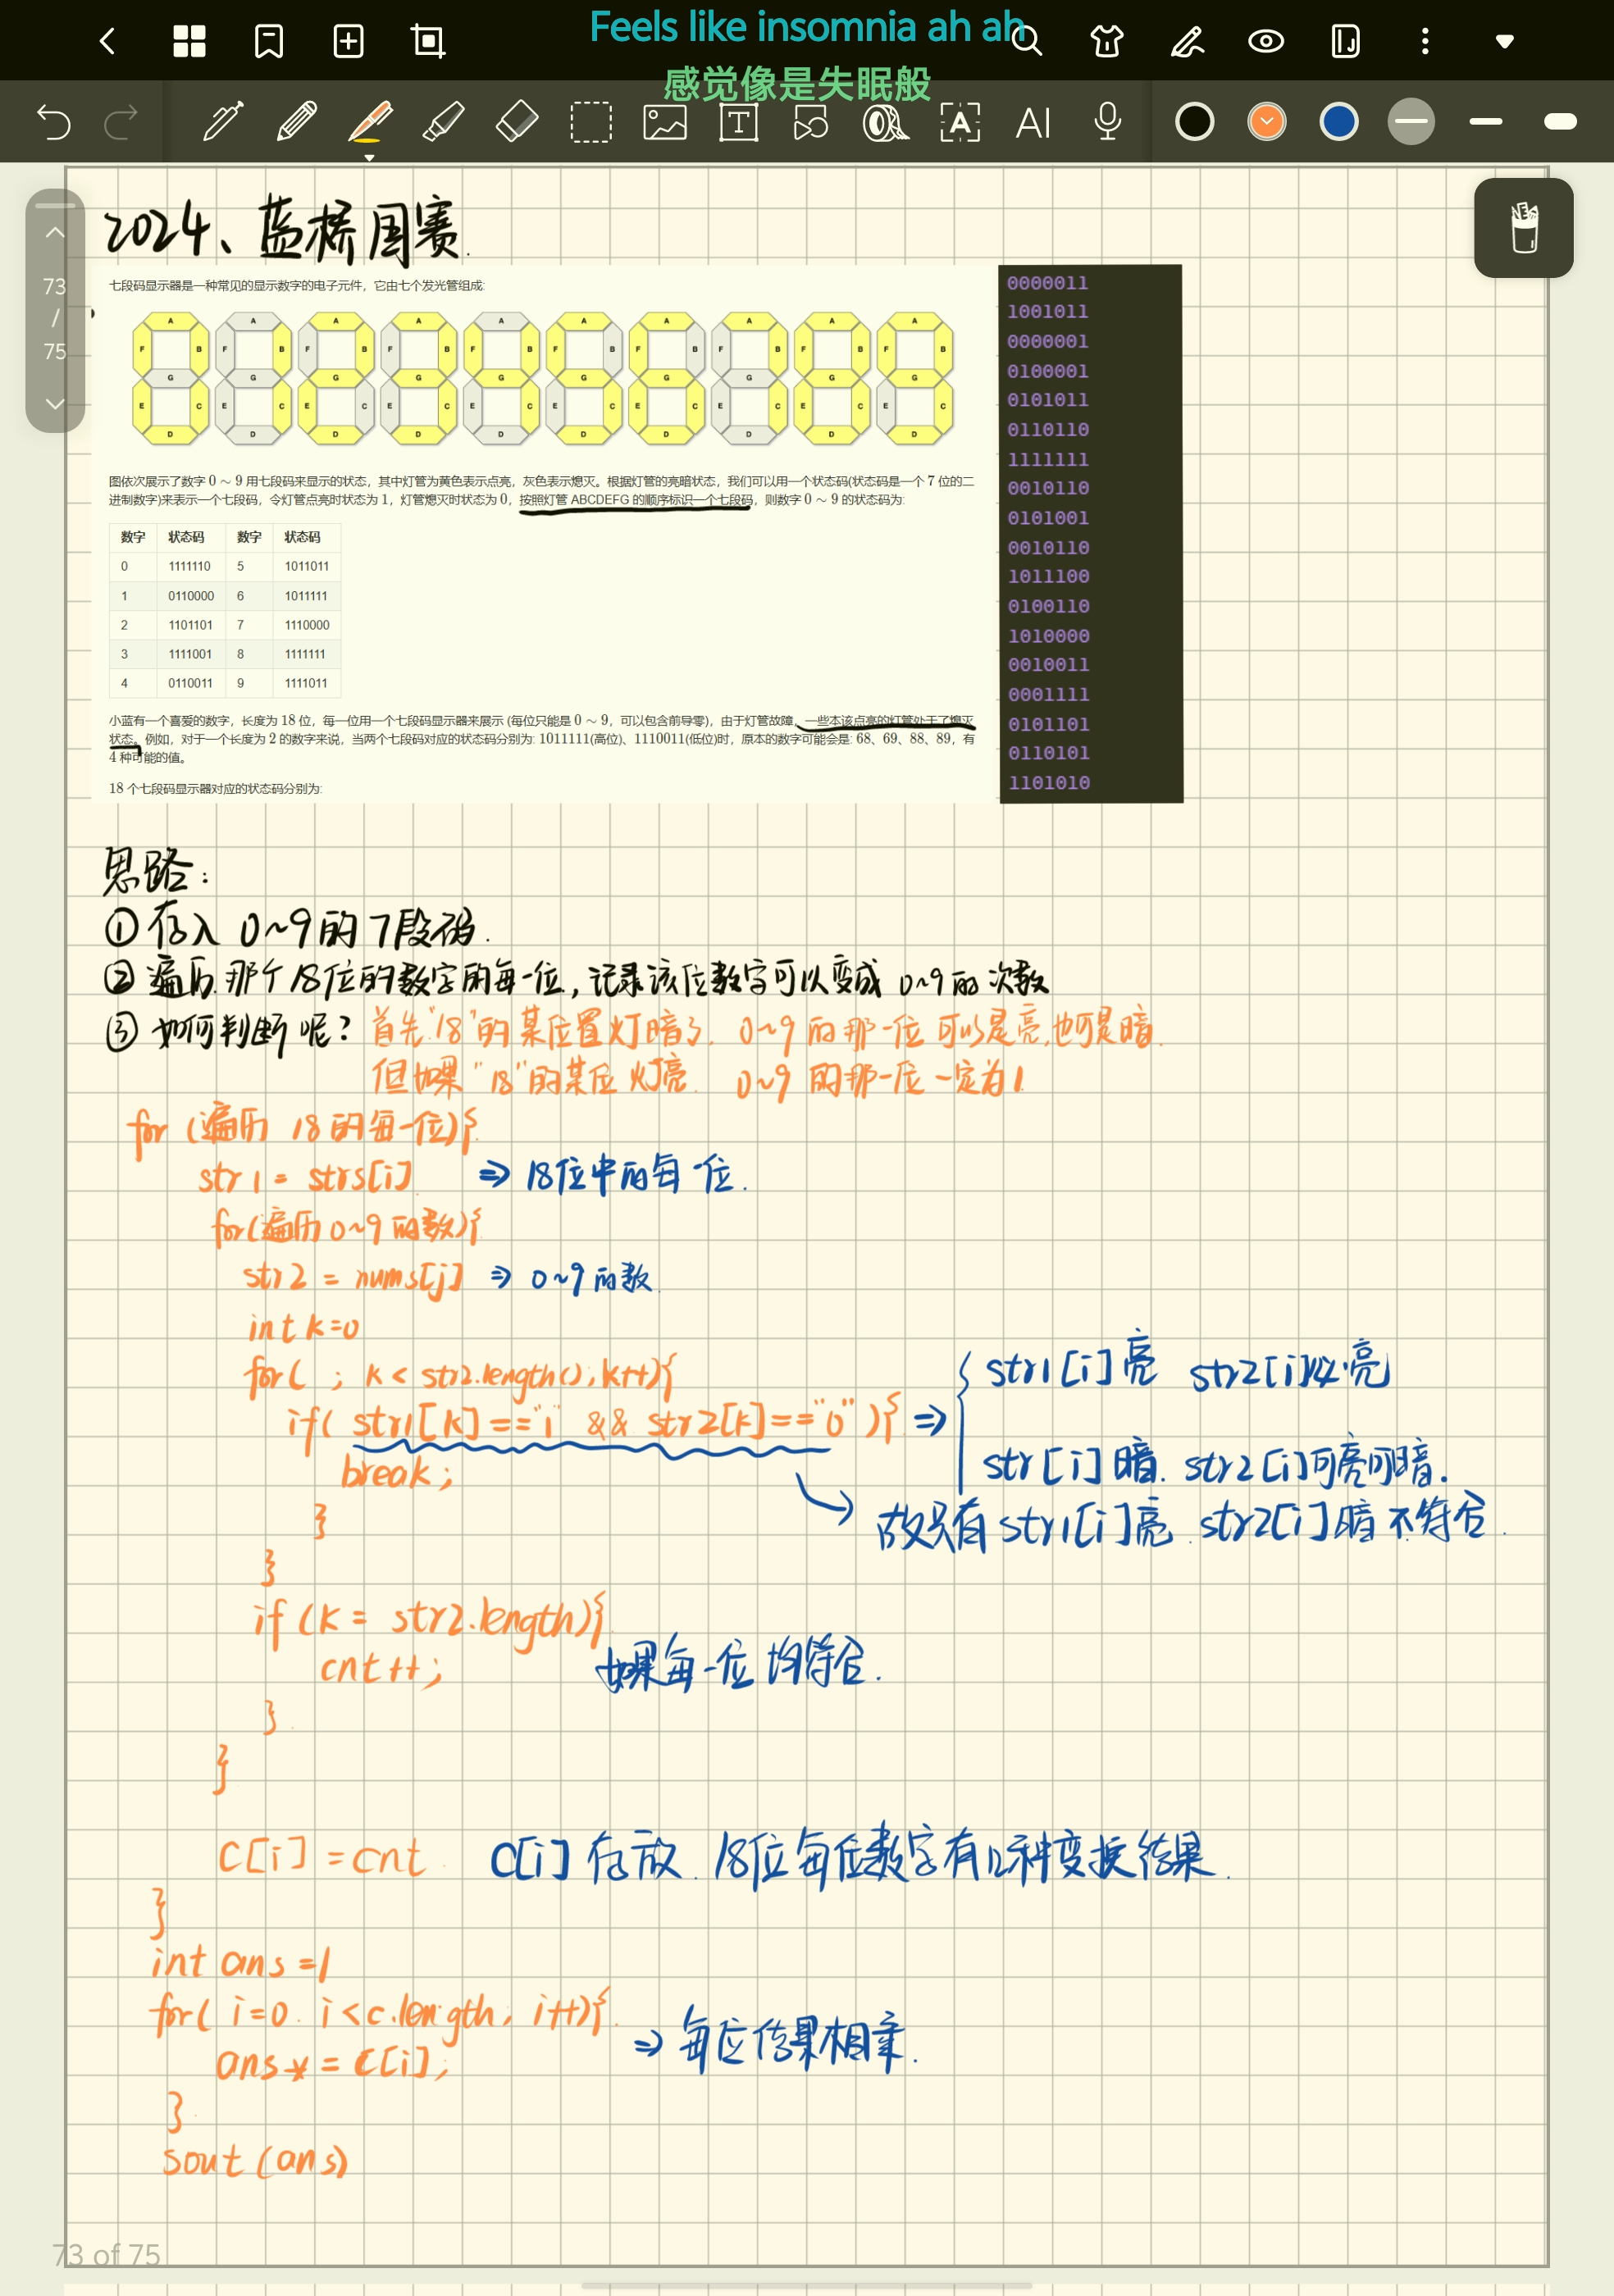 Feels like insomnia ah ah
感觉像是失眠般
73
/
75
2024、蓝桥周赛.
七段码显示器是一种常见的显示数字的电子元件，它由七个发光管组成:
A A A A A A A A A A
F B F B F B F B F B F B F B F B F B F B
G G G G G G G G G G
E C E C E C E C E C E C E C E C E C E C
D D D D D D D D D D
图依次展示了数字 0 ~ 9 用七段码来显示的状态，其中灯管为黄色表示点亮，灰色表示熄灭。根据灯管的亮暗状态，我们可以用一个状态码(状态码是一个 7 位的二
进制数字)来表示一个七段码，令灯管点亮时状态为 1，灯管熄灭时状态为 0，按照灯管 ABCDEFG 的顺序标识一个七段码，则数字 0 ~ 9 的状态码为:
数字 状态码 数字 状态码
0 1111110 5 1011011
1 0110000 6 1011111
2 1101101 7 1110000
3 1111001 8 1111111
4 0110011 9 1111011
小蓝有一个喜爱的数字，长度为 18 位，每一位用一个七段码显示器来展示 (每位只能是 0 ~ 9，可以包含前导零)，由于灯管故障，一些本该点亮的灯管处于了熄灭
状态。例如，对于一个长度为 2 的数字来说，当两个七段码对应的状态码分别为: 1011111(高位)、1110011(低位)时，原本的数字可能会是: 68、69、88、89，有
4 种可能的值。
18 个七段码显示器对应的状态码分别为:
0000011
1001011
0000001
0100001
0101011
0110110
1111111
0010110
0101001
0010110
1011100
0100110
1010000
0010011
0001111
0101101
0110101
1101010
思路:
① 存入 0~9的7段码.
② 遍历 那个18位的数字的每一位, 记录该位数字可以变成 0~9的次数
③ 如何判断呢? 首先"18"的某位置灯暗了. 0~9的那一位可以是亮,也可是暗.
但如果"18"的某位灯亮. 0~9的那一位一定为1.
for (遍历 18的每一位){
str1 = strs[i] ⇒ 18位中的每一位.
for(遍历0~9的数){
str2 = nums[j] ⇒ 0~9的数.
int k=0
for( ; k < str2.length(); k++){
if( str1[k]=="1" && str2[k]=="0" ){ ⇒ { str1[i]亮 str2[i]必亮
break; str[i]暗. str2[i]可亮可暗.
} 故只有 str1[i]亮. str2[i]暗 不符合.
}
if (k = str2.length){
cnt++; 如果每一位均符合.
}
}
c[i] = cnt c[i] 存放. 18位每位数字有几种变换结果.
}
int ans =1
for( i=0. i<c.length; i++){
ans * = c[i]; ⇒ 每位结果相乘.
}
sout (ans)
73 of 75